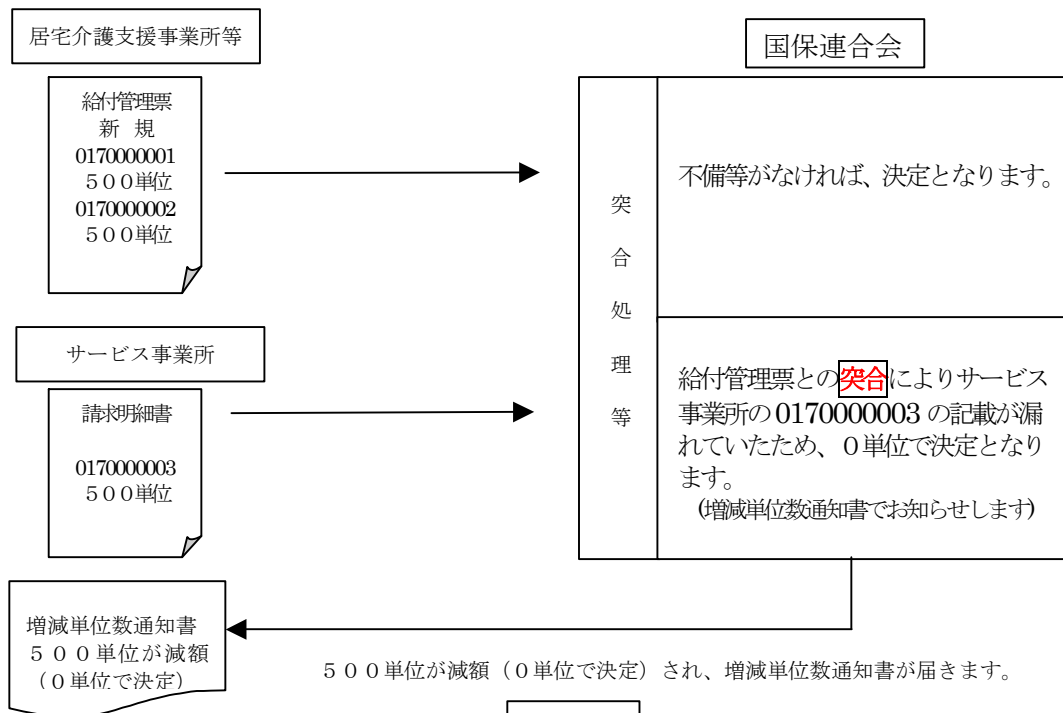 居宅介護支援事業所等
国保連合会
給付管理票
新 規
0170000001
500単位
0170000002
500単位
突合処理等
不備等がなければ、決定となります。
サービス事業所
請求明細書
0170000003
500単位
給付管理票との突合によりサービス
事業所の0170000003 の記載が漏
れていたため、０単位で決定となり
ます。
(増減単位数通知書でお知らせします)
増減単位数通知書
５００単位が減額
（０単位で決定）
５００単位が減額（０単位で決定）され、増減単位数通知書が届きます。